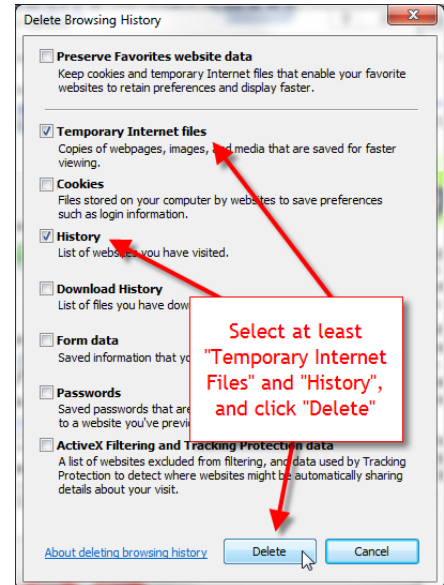 Delete Browsing History
Preserve Favorites website data
Keep cookies and temporary Internet files that enable your favorite
websites to retain preferences and display faster.
Temporary Internet files
Copies of webpages, images, and media that are saved for faster
viewing.
Cookies
Files stored on your computer by websites to save preferences
such as login information.
History
List of websites you have visited.
Download History
List of files you have
Form data
Saved information that
Passwords
Saved passwords that are
to a website you've
ActiveX Filtering and Tracking Protection data
A list of websites excluded from filtering, and data used by Tracking
Protection to detect where websites might be automatically sharing
details about your visit.
Select at least
"Temporary Internet
Files" and "History",
and click "Delete"
About deleting browsing history
Delete
Cancel